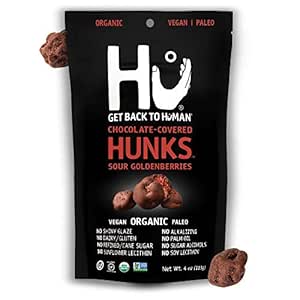 ORGANIC
VEGAN | PALEO
Hu
GET BACK TO HUMAN
CHOCOLATE-COVERED
HUNKS
SOUR GOLDENBERRIES
VEGAN ORGANIC PALEO
NO SHINY GLAZE
NO DAIRY/GLUTEN
NO REFINED/CANE SUGAR
NO SUNFLOWER LECITHIN
NO ALKALIZING
NO PALM OIL
NO SUGAR ALCOHOLS
NO SOY LECITHIN
Net Wt. 4 oz (113g)